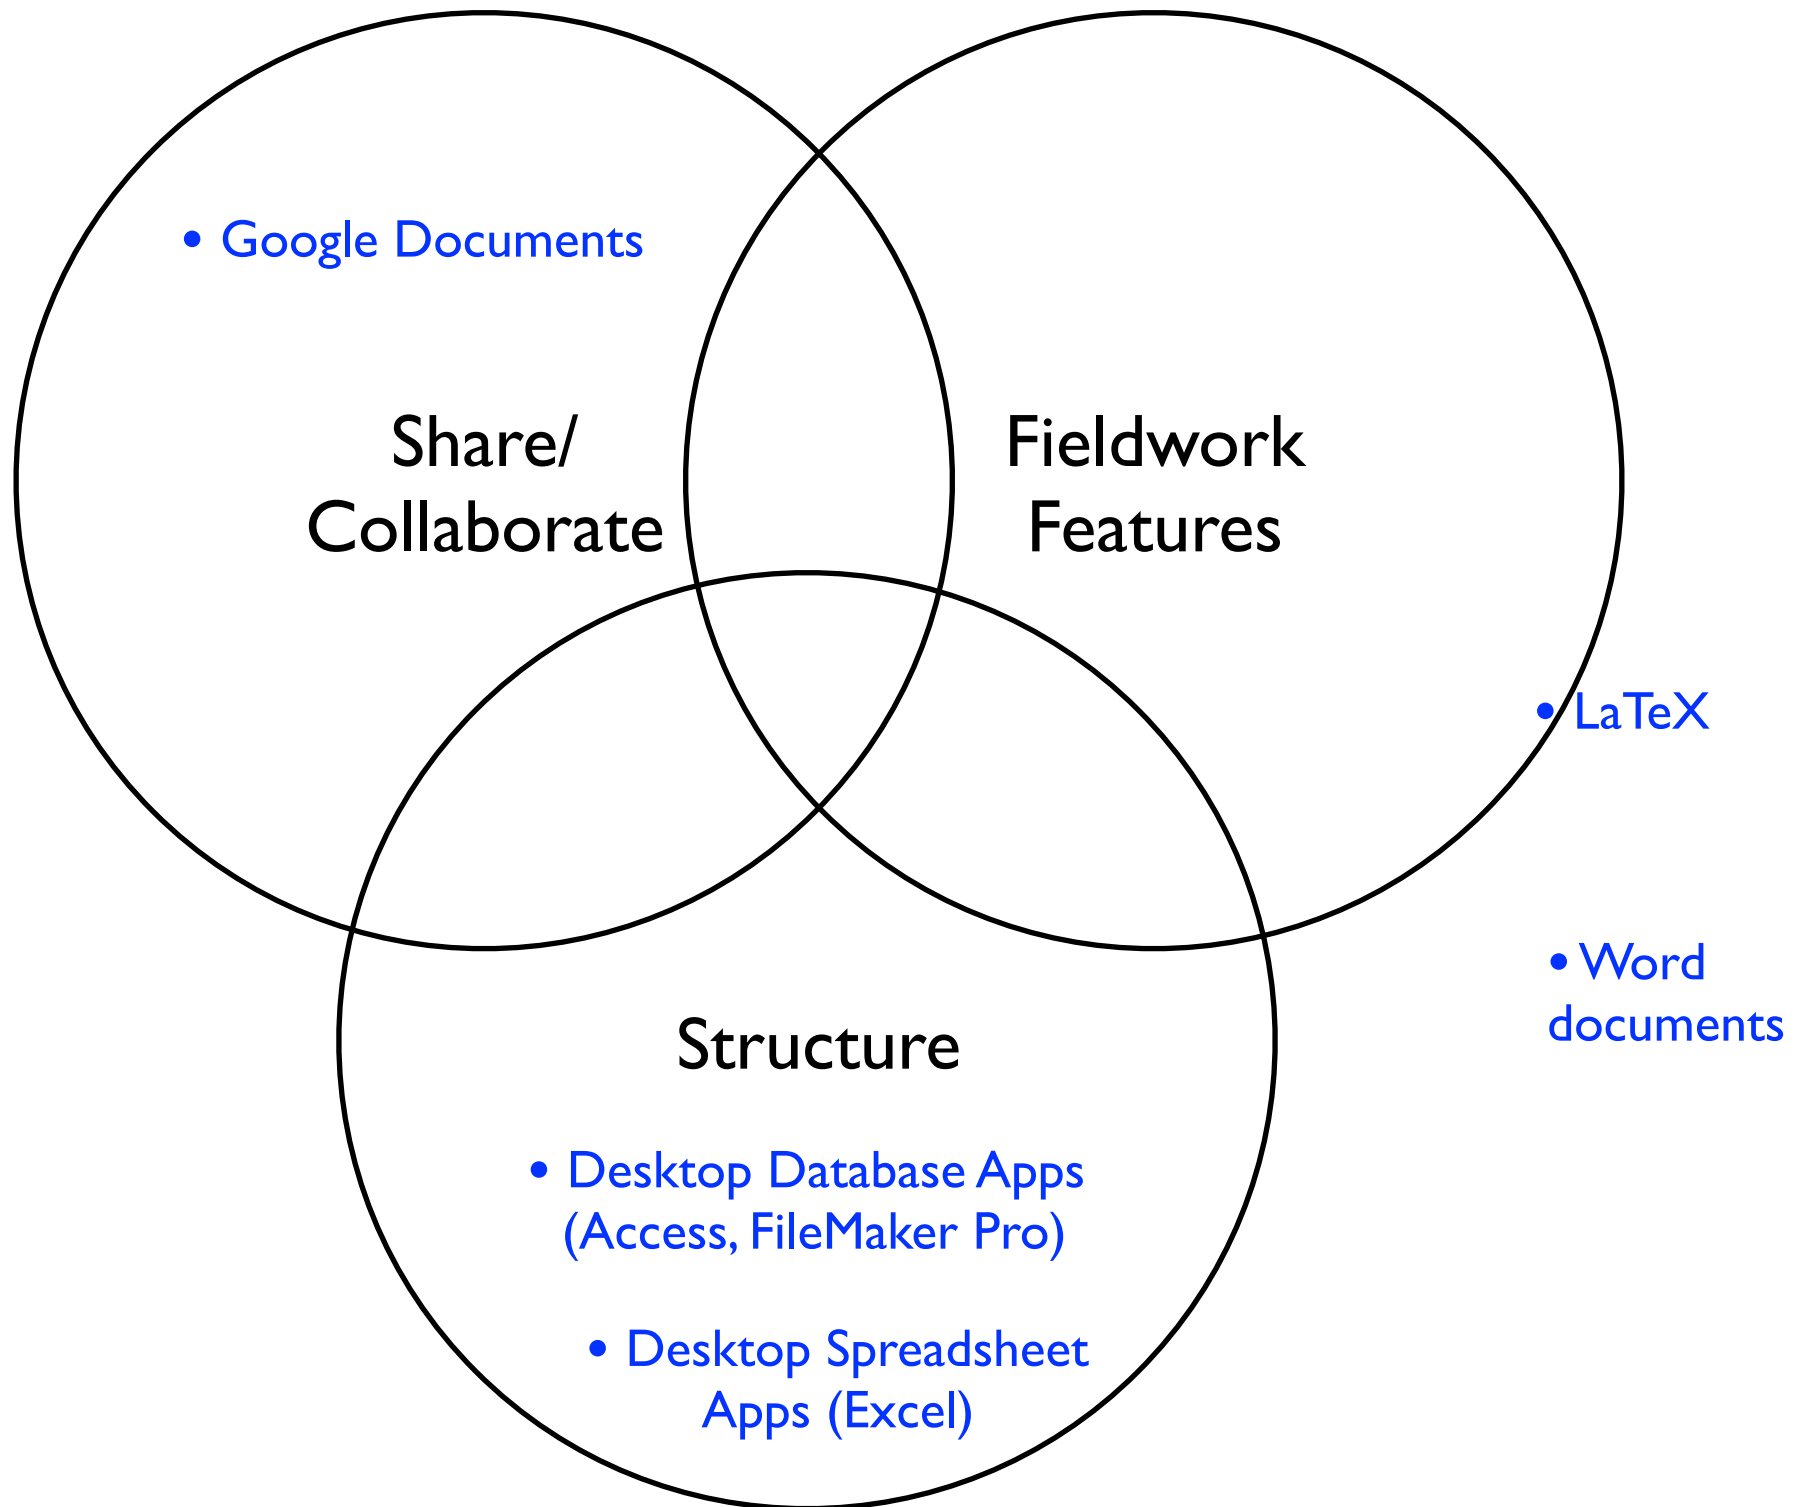 • Google Documents
Share/
Collaborate
Fieldwork
Features
• LaTeX
• Word
documents
Structure
• Desktop Database Apps
(Access, FileMaker Pro)
• Desktop Spreadsheet
Apps (Excel)